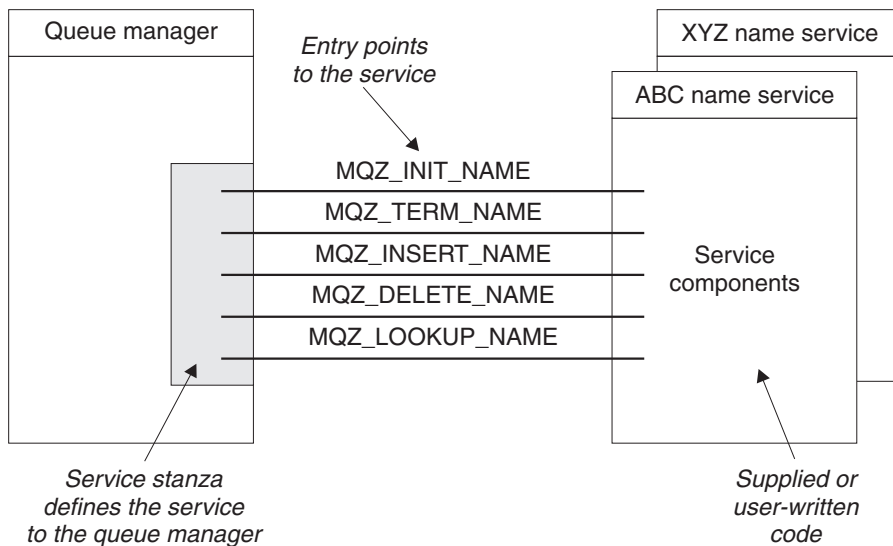 Queue manager
Entry points
to the service
XYZ name service
ABC name service
MQZ_INIT_NAME
MQZ_TERM_NAME
MQZ_INSERT_NAME
MQZ_DELETE_NAME
MQZ_LOOKUP_NAME
Service
components
Service stanza
defines the service
to the queue manager
Supplied or
user-written
code